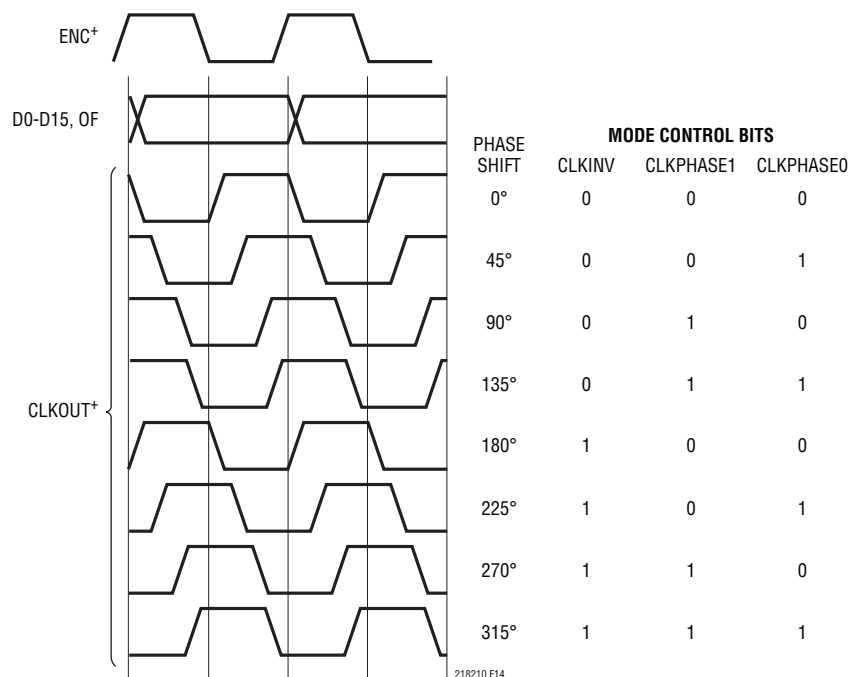 ENC+
D0-D15, OF
PHASE SHIFT
MODE CONTROL BITS
CLKINV CLKPHASE1 CLKPHASE0
0° 0 0 0
45° 0 0 1
90° 0 1 0
135° 0 1 1
CLKOUT+
180° 1 0 0
225° 1 0 1
270° 1 1 0
315° 1 1 1
218210 F14